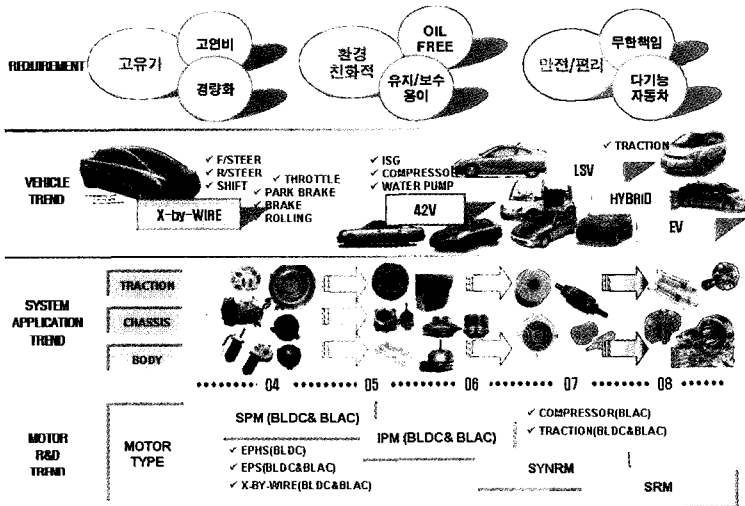 REQUIREMENT
고유가
고연비
경량화
환경
친화적
OIL
FREE
유지/보수
용이
안전/편리
무한책임
다기능
자동차
VEHICLE
TREND
X-by-WIRE
✓ F/STEER
✓ R/STEER
✓ SHIFT
✓ THROTTLE
✓ PARK BRAKE
✓ BRAKE
ROLLING
✓ ISG
✓ COMPRESSOR
✓ WATER PUMP
42V
LSV
✓ TRACTION
HYBRID
EV
SYSTEM
APPLICATION
TREND
TRACTION
CHASSIS
BODY
04
05
06
07
08
MOTOR
R&D
TREND
MOTOR
TYPE
SPM (BLDC& BLAC)
✓ EPHS(BLDC)
✓ EPS(BLDC&BLAC)
✓ X-BY-WIRE(BLDC&BLAC)
IPM (BLDC& BLAC)
✓ COMPRESSOR(BLAC)
✓ TRACTION(BLDC&BLAC)
SYNRM
SRM